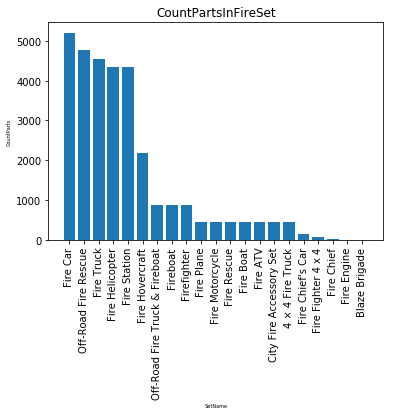 CountPartsInFireSet
CountParts
5000
4000
3000
2000
1000
0
Fire Car
Off-Road Fire Rescue
Fire Truck
Fire Helicopter
Fire Station
Fire Hovercraft
Off-Road Fire Truck & Fireboat
Fireboat
Firefighter
Fire Plane
Fire Motorcycle
Fire Rescue
Fire Boat
Fire ATV
City Fire Accessory Set
4 × 4 Fire Truck
Fire Chief's Car
Fire Fighter 4 x 4
Fire Chief
Fire Engine
Blaze Brigade
SetName